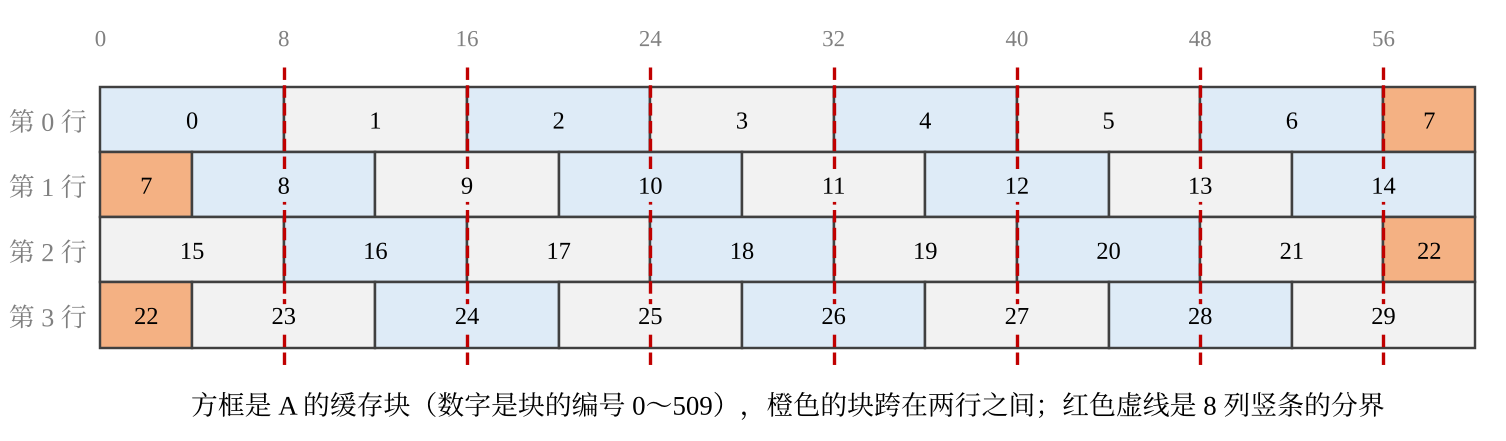 0 8 16 24 32 40 48 56
第 0 行 0 1 2 3 4 5 6 7
第 1 行 7 8 9 10 11 12 13 14
第 2 行 15 16 17 18 19 20 21 22
第 3 行 22 23 24 25 26 27 28 29
方框是 A 的缓存块（数字是块的编号 0～509），橙色的块跨在两行之间；红色虚线是 8 列竖条的分界